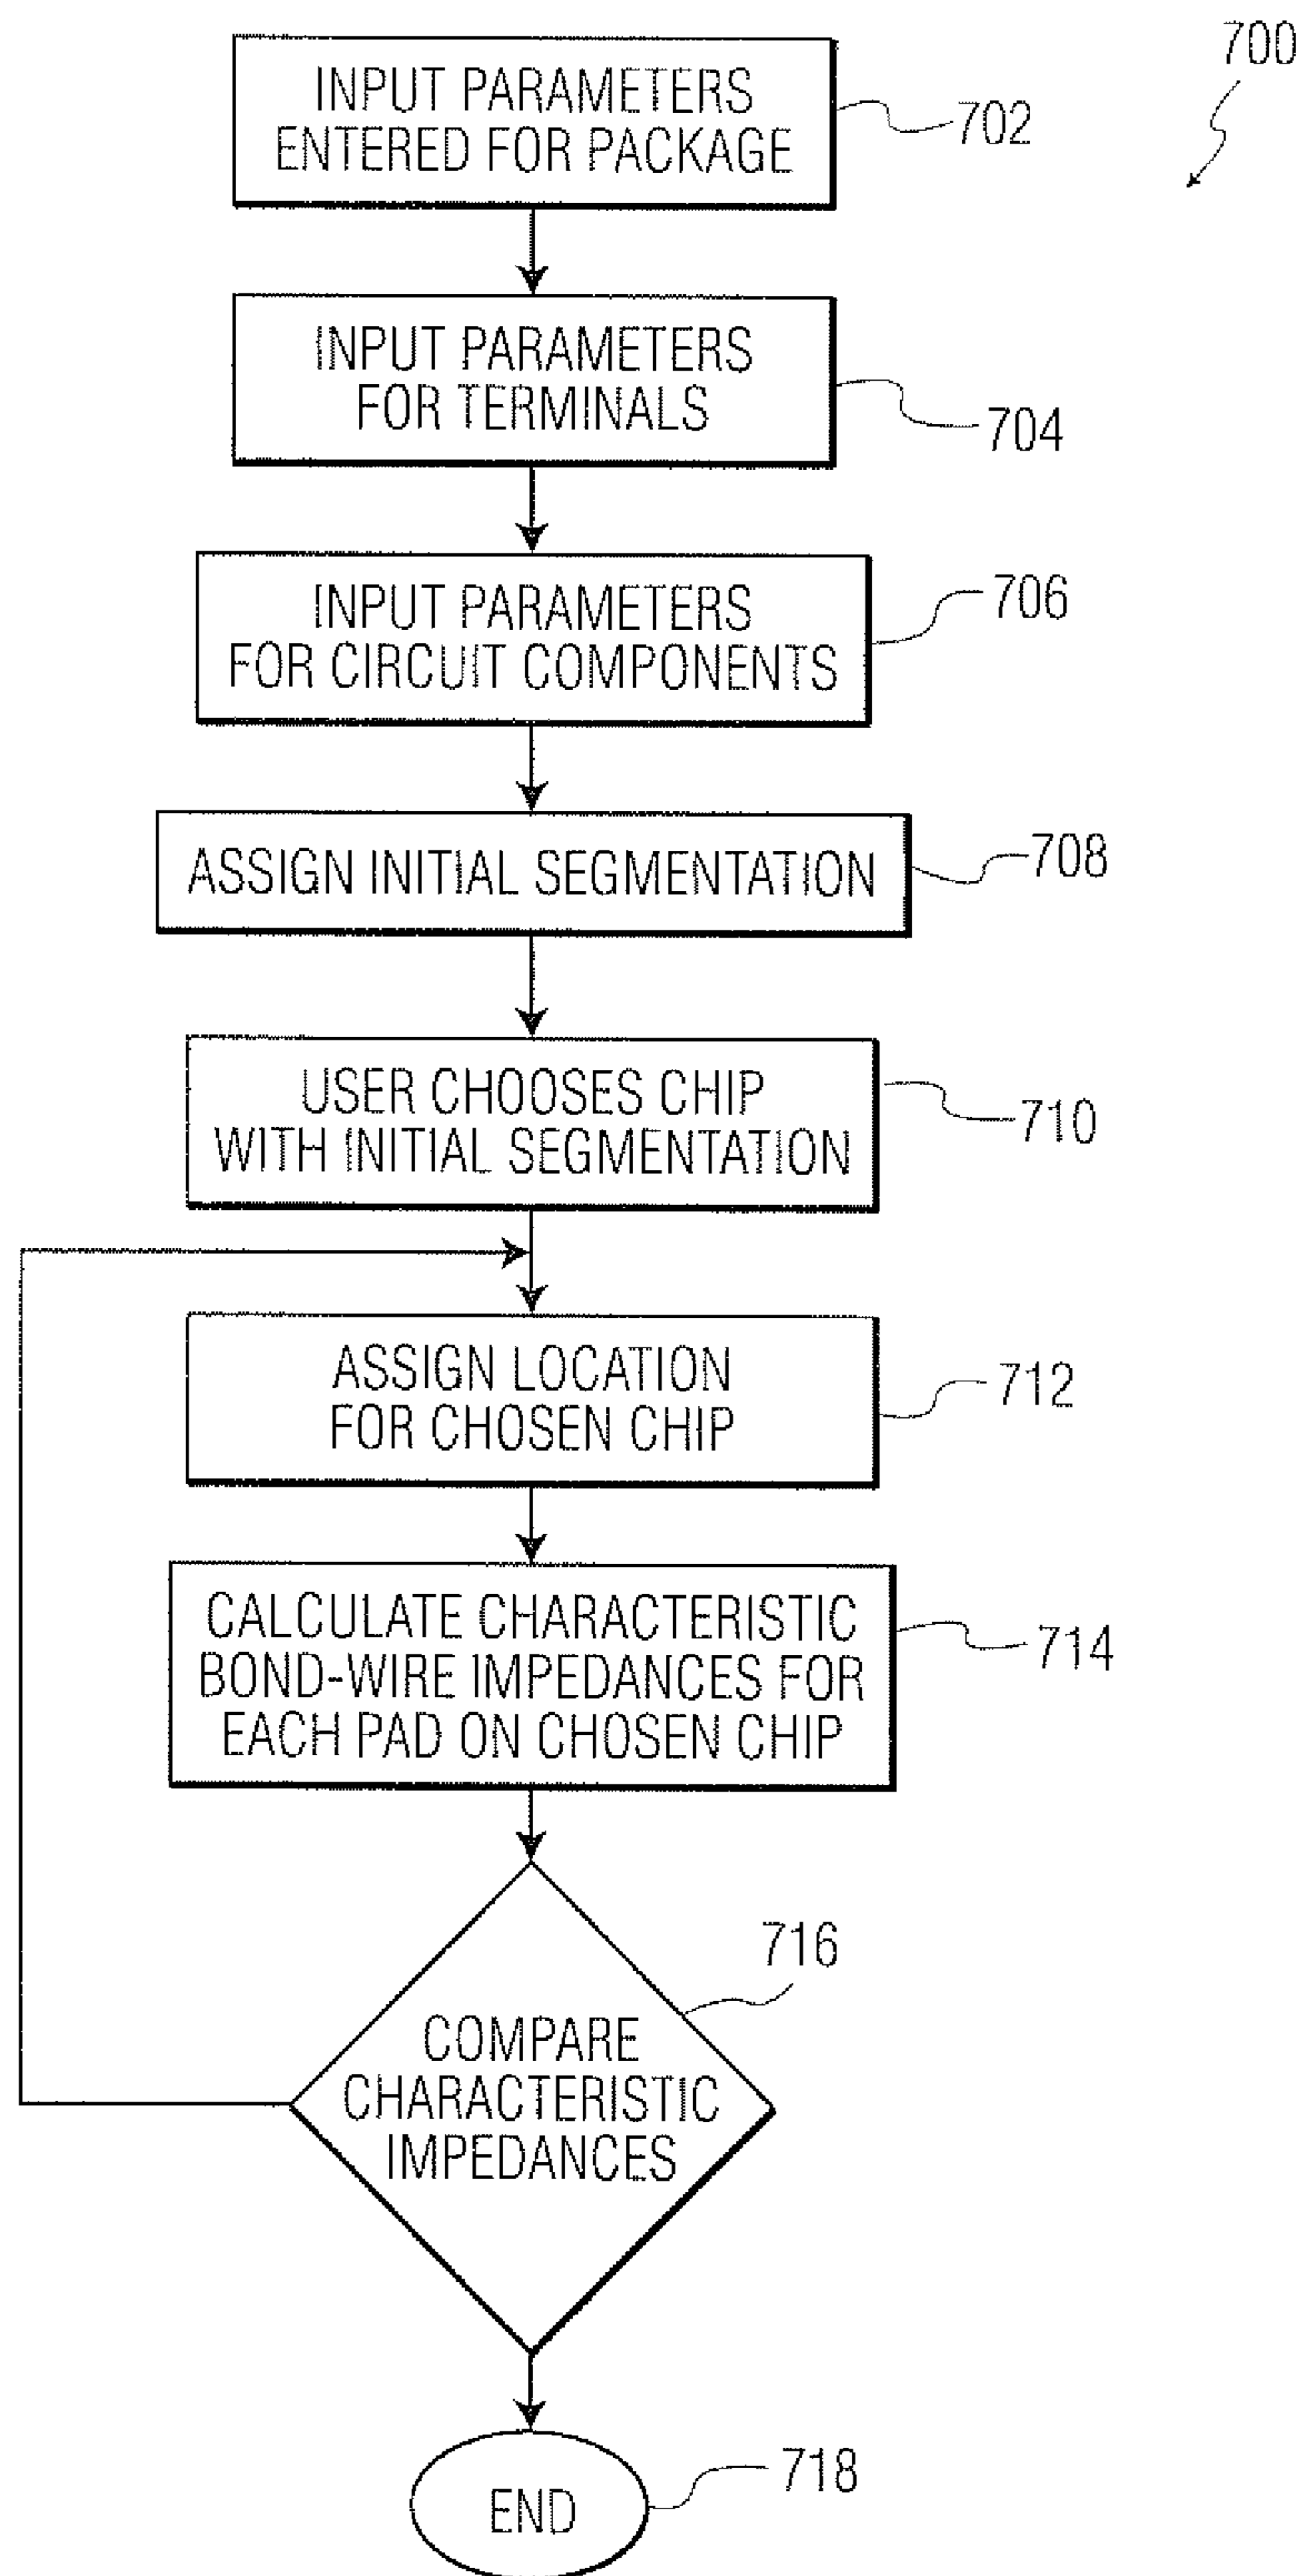 700
INPUT PARAMETERS
ENTERED FOR PACKAGE
702
INPUT PARAMETERS
FOR TERMINALS
704
INPUT PARAMETERS
FOR CIRCUIT COMPONENTS
706
ASSIGN INITIAL SEGMENTATION
708
USER CHOOSES CHIP
WITH INITIAL SEGMENTATION
710
ASSIGN LOCATION
FOR CHOSEN CHIP
712
CALCULATE CHARACTERISTIC
BOND-WIRE IMPEDANCES FOR
EACH PAD ON CHOSEN CHIP
714
716
COMPARE
CHARACTERISTIC
IMPEDANCES
END
718